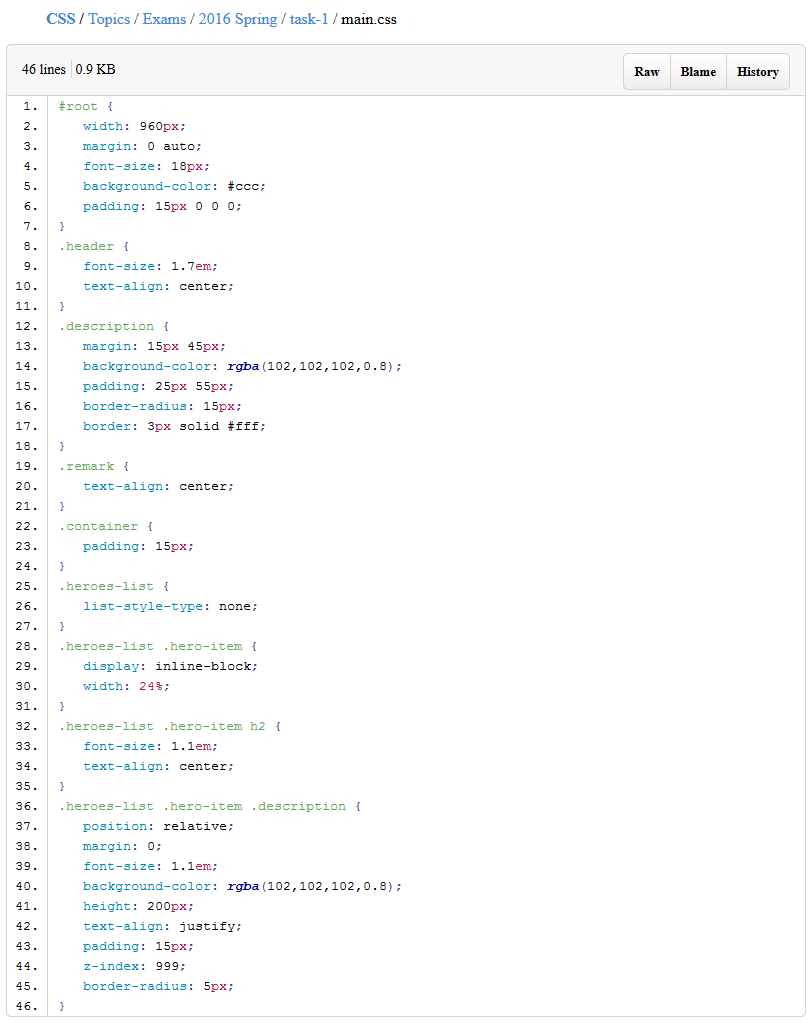 CSS / Topics / Exams / 2016 Spring / task-1 / main.css
46 lines | 0.9 KB Raw Blame History
1. #root {
2. width: 960px;
3. margin: 0 auto;
4. font-size: 18px;
5. background-color: #ccc;
6. padding: 15px 0 0 0;
7. }
8. .header {
9. font-size: 1.7em;
10. text-align: center;
11. }
12. .description {
13. margin: 15px 45px;
14. background-color: rgba(102,102,102,0.8);
15. padding: 25px 55px;
16. border-radius: 15px;
17. border: 3px solid #fff;
18. }
19. .remark {
20. text-align: center;
21. }
22. .container {
23. padding: 15px;
24. }
25. .heroes-list {
26. list-style-type: none;
27. }
28. .heroes-list .hero-item {
29. display: inline-block;
30. width: 24%;
31. }
32. .heroes-list .hero-item h2 {
33. font-size: 1.1em;
34. text-align: center;
35. }
36. .heroes-list .hero-item .description {
37. position: relative;
38. margin: 0;
39. font-size: 1.1em;
40. background-color: rgba(102,102,102,0.8);
41. height: 200px;
42. text-align: justify;
43. padding: 15px;
44. z-index: 999;
45. border-radius: 5px;
46. }